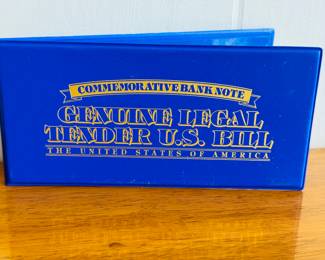 COMMEMORATIVE BANK NOTE
GENUINE LEGAL
TENDER U.S. BILL
THE UNITED STATES OF AMERICA